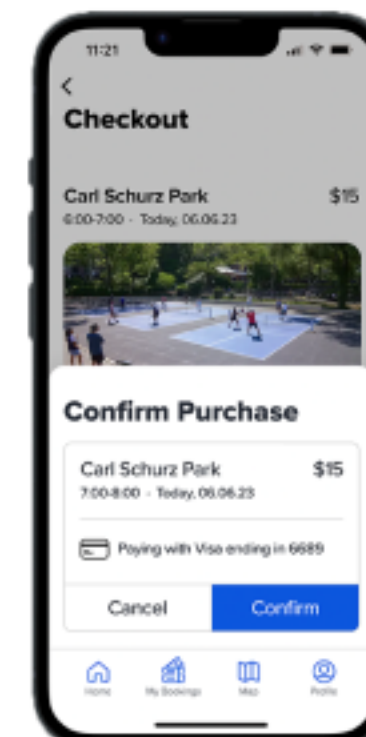 11:21
Checkout
Carl Schurz Park $15
6:00-7:00 - Today, 06.06.23
Confirm Purchase
Carl Schurz Park $15
7:00-8:00 - Today, 06.06.23
Paying with Visa ending in 6689
Cancel Confirm
Home My Bookings Map Profile